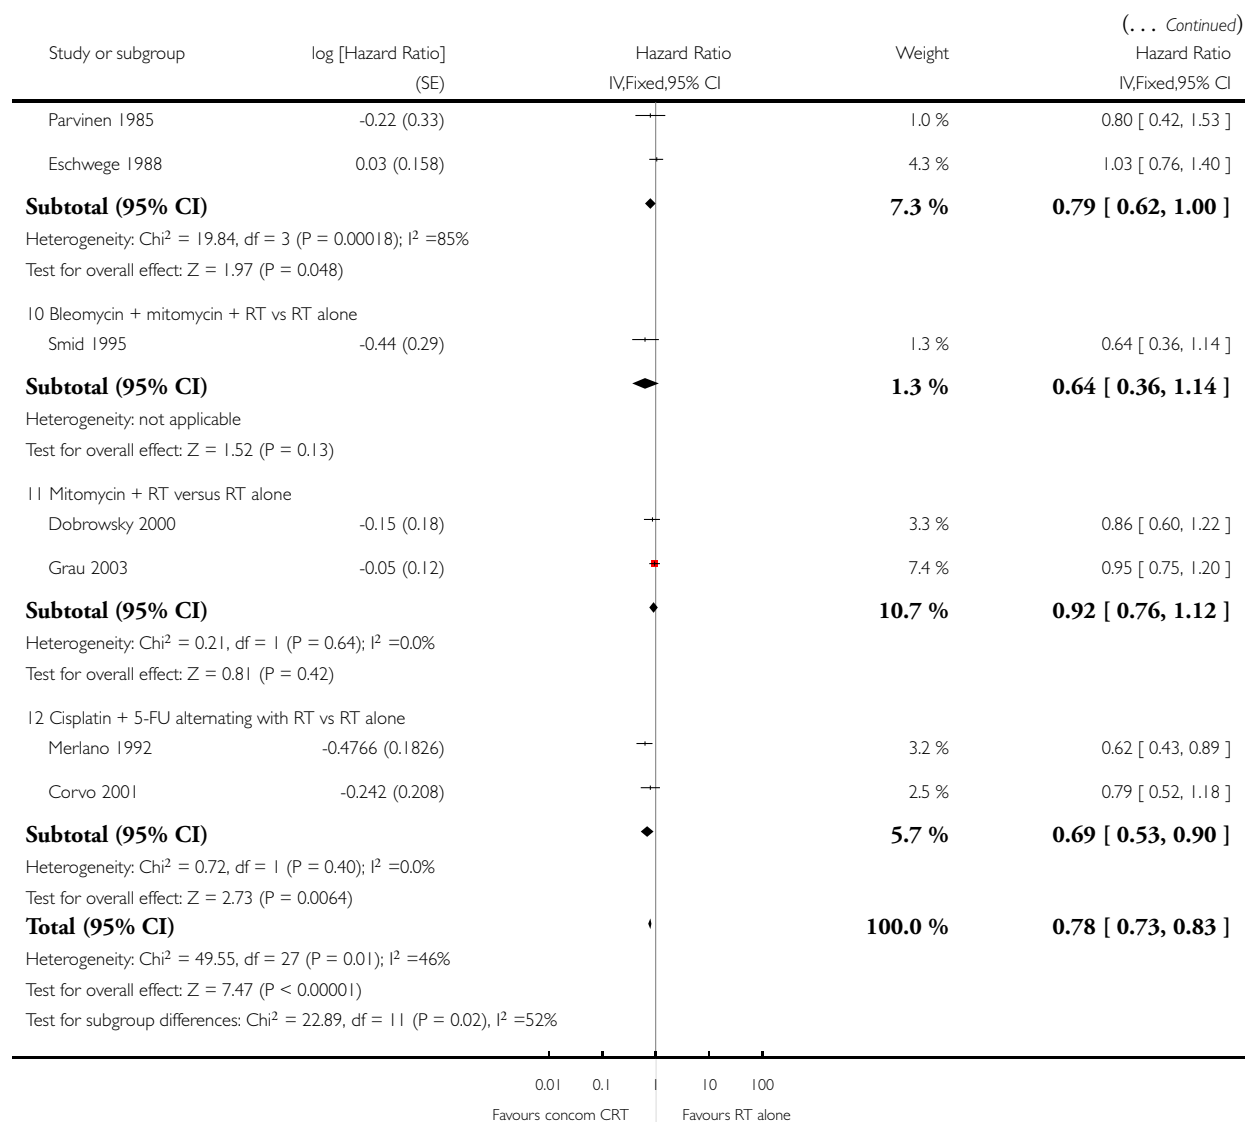 (... Continued)
Study or subgroup log [Hazard Ratio] Hazard Ratio Weight Hazard Ratio
(SE) IV,Fixed,95% CI IV,Fixed,95% CI
Parvinen 1985 -0.22 (0.33) 1.0 % 0.80 [ 0.42, 1.53 ]
Eschwege 1988 0.03 (0.158) 4.3 % 1.03 [ 0.76, 1.40 ]
Subtotal (95% CI) 7.3 % 0.79 [ 0.62, 1.00 ]
Heterogeneity: Chi² = 19.84, df = 3 (P = 0.00018); I² =85%
Test for overall effect: Z = 1.97 (P = 0.048)
10 Bleomycin + mitomycin + RT vs RT alone
Smid 1995 -0.44 (0.29) 1.3 % 0.64 [ 0.36, 1.14 ]
Subtotal (95% CI) 1.3 % 0.64 [ 0.36, 1.14 ]
Heterogeneity: not applicable
Test for overall effect: Z = 1.52 (P = 0.13)
11 Mitomycin + RT versus RT alone
Dobrowsky 2000 -0.15 (0.18) 3.3 % 0.86 [ 0.60, 1.22 ]
Grau 2003 -0.05 (0.12) 7.4 % 0.95 [ 0.75, 1.20 ]
Subtotal (95% CI) 10.7 % 0.92 [ 0.76, 1.12 ]
Heterogeneity: Chi² = 0.21, df = 1 (P = 0.64); I² =0.0%
Test for overall effect: Z = 0.81 (P = 0.42)
12 Cisplatin + 5-FU alternating with RT vs RT alone
Merlano 1992 -0.4766 (0.1826) 3.2 % 0.62 [ 0.43, 0.89 ]
Corvo 2001 -0.242 (0.208) 2.5 % 0.79 [ 0.52, 1.18 ]
Subtotal (95% CI) 5.7 % 0.69 [ 0.53, 0.90 ]
Heterogeneity: Chi² = 0.72, df = 1 (P = 0.40); I² =0.0%
Test for overall effect: Z = 2.73 (P = 0.0064)
Total (95% CI) 100.0 % 0.78 [ 0.73, 0.83 ]
Heterogeneity: Chi² = 49.55, df = 27 (P = 0.01); I² =46%
Test for overall effect: Z = 7.47 (P < 0.00001)
Test for subgroup differences: Chi² = 22.89, df = 11 (P = 0.02), I² =52%
0.01 0.1 1 10 100
Favours concom CRT Favours RT alone